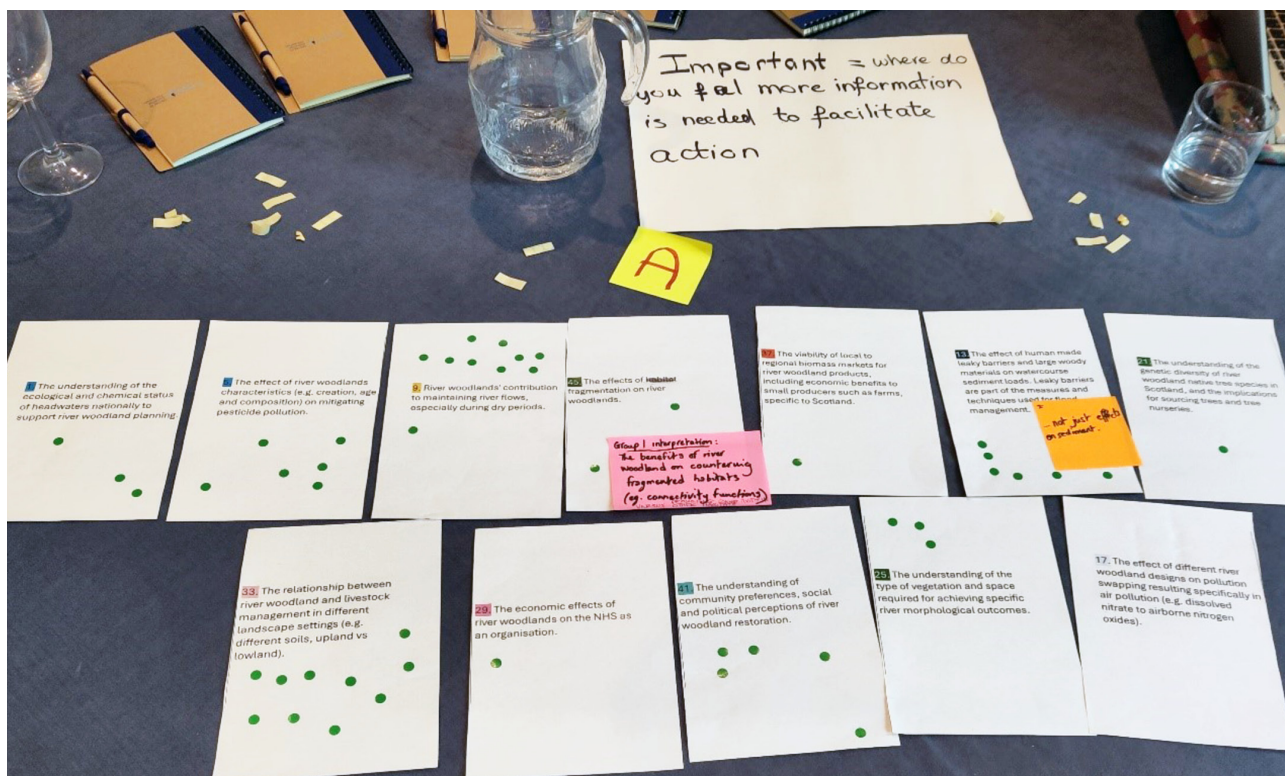 Important = where do
you feel more information
is needed to facilitate
action
A
1. The understanding of the
ecological and chemical status
of headwaters nationally to
support river woodland planning
5. The effect of river woodlands
characteristics (e.g. creation, age
and composition) on mitigating
pesticide pollution.
9. River woodlands' contribution
to maintaining river flows,
especially during dry periods.
45. The effects of habitat
fragmentation on river
woodlands.
Group 1 interpretation:
The benefits of river
woodland on countering
fragmented habitats
(eg. connectivity functions)
37. The viability of local to
regional biomass markets for
river woodland products,
including economic benefits to
small producers such as farms,
specific to Scotland.
13. The effect of human made
leaky barriers and large woody
materials on watercourse
sediment loads. Leaky barriers
are part of the measures and
techniques used for flood
management.
... not just effects
on sediment.
21. The understanding of the
genetic diversity of river
woodland native tree species in
Scotland, and the implications
for sourcing trees and tree
nurseries.
33. The relationship between
river woodland and livestock
management in different
landscape settings (e.g.
different soils, upland vs
lowland).
29. The economic effects of
river woodlands on the NHS as
an organisation.
41. The understanding of
community preferences, social
and political perceptions of river
woodland restoration.
25. The understanding of the
type of vegetation and space
required for achieving specific
river morphological outcomes.
17. The effect of different river
woodland designs on pollution
swapping resulting specifically in
air pollution (e.g. dissolved
nitrate to airborne nitrogen
oxides).